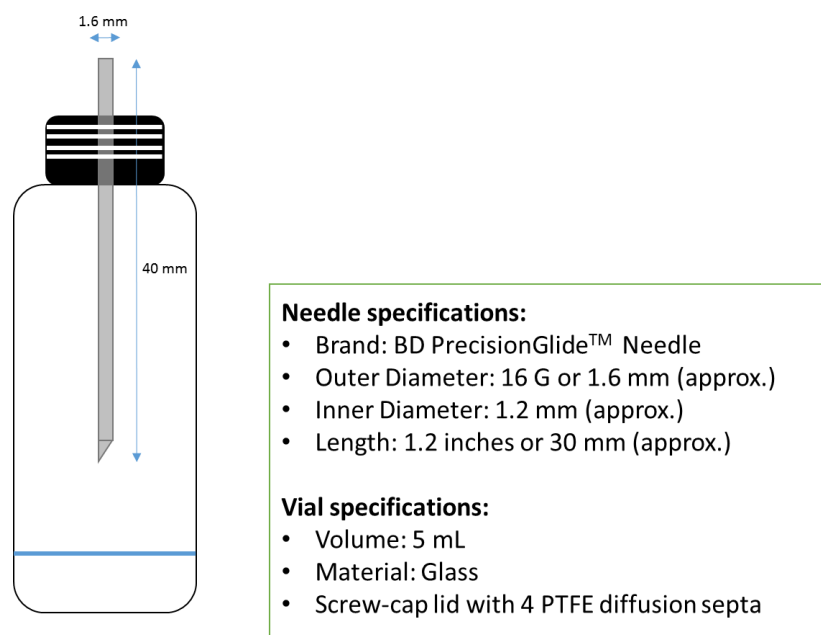 1.6 mm
40 mm
Needle specifications:
• Brand: BD PrecisionGlide™ Needle
• Outer Diameter: 16 G or 1.6 mm (approx.)
• Inner Diameter: 1.2 mm (approx.)
• Length: 1.2 inches or 30 mm (approx.)
Vial specifications:
• Volume: 5 mL
• Material: Glass
• Screw-cap lid with 4 PTFE diffusion septa